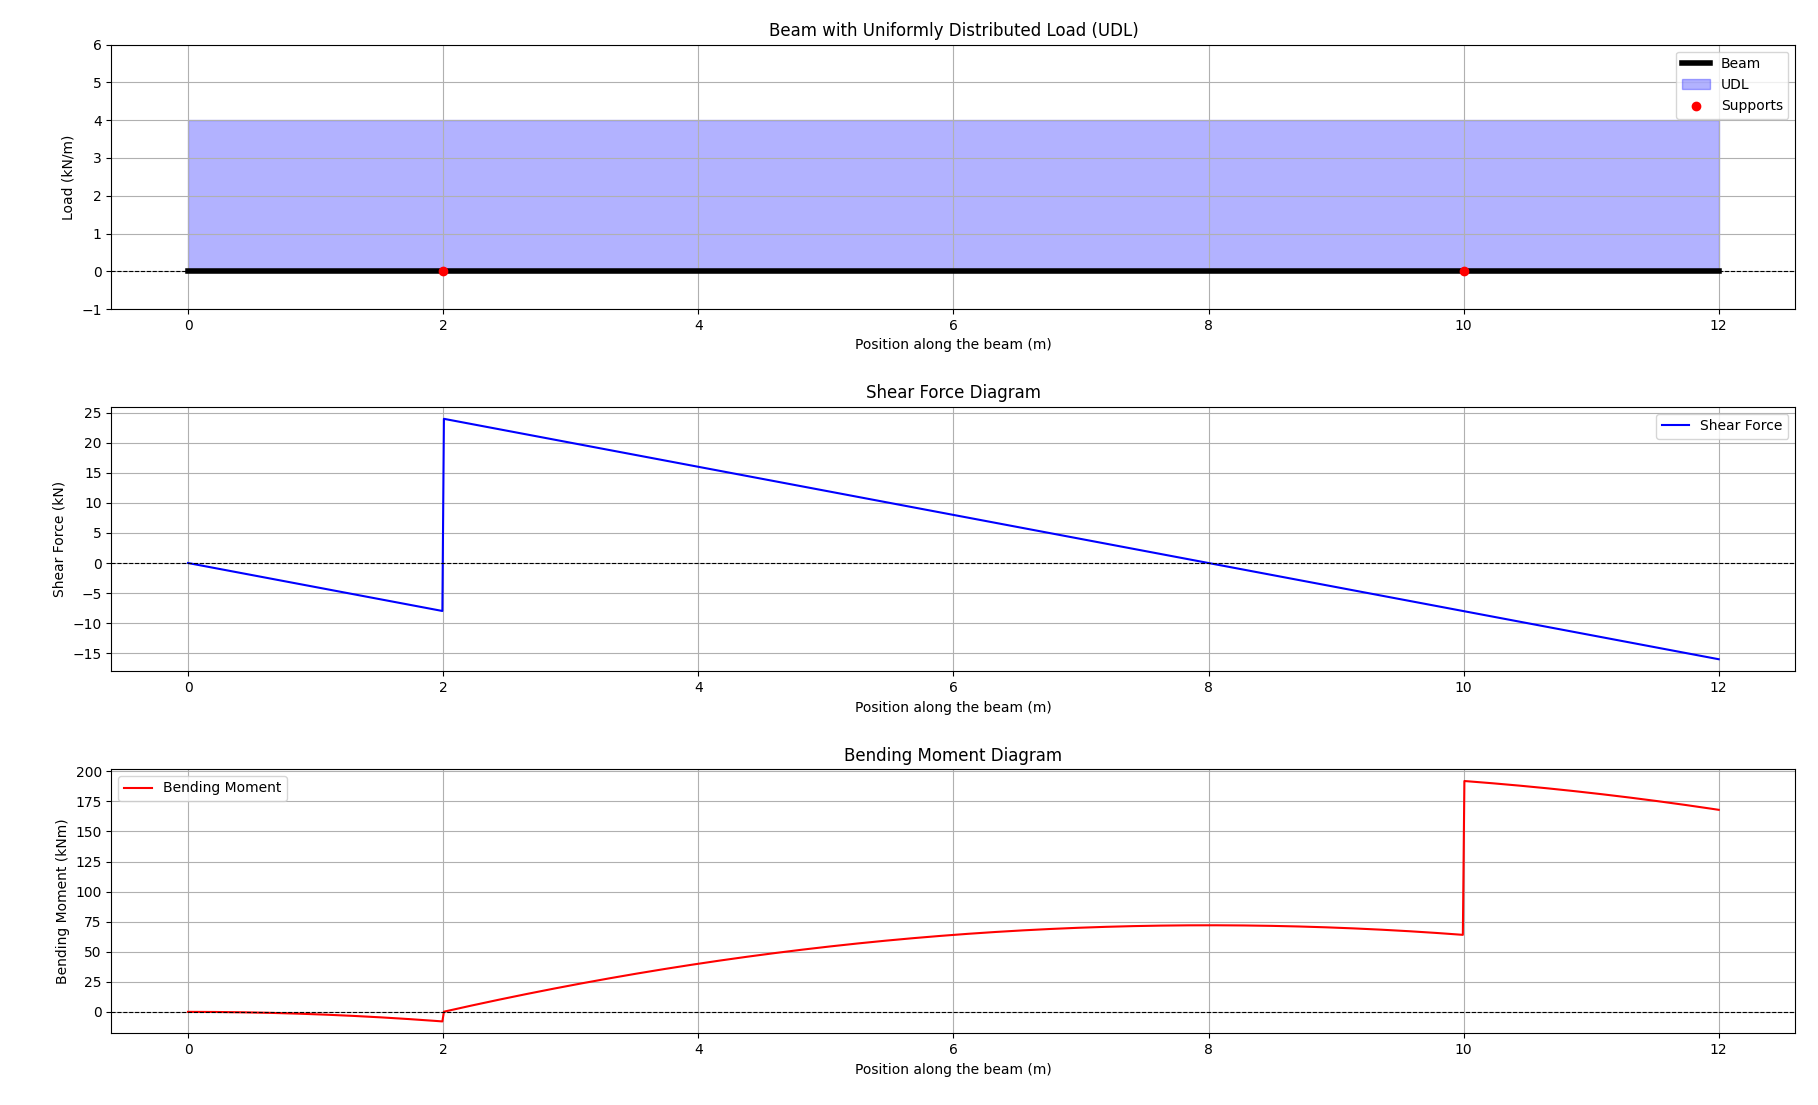 Beam with Uniformly Distributed Load (UDL)
6
5
4
3
2
1
0
−1
Load (kN/m)
Beam
UDL
Supports
0 2 4 6 8 10 12
Position along the beam (m)
Shear Force Diagram
25
20
15
10
5
0
−5
−10
−15
Shear Force (kN)
Shear Force
0 2 4 6 8 10 12
Position along the beam (m)
Bending Moment Diagram
200
175
150
125
100
75
50
25
0
Bending Moment (kNm)
Bending Moment
0 2 4 6 8 10 12
Position along the beam (m)